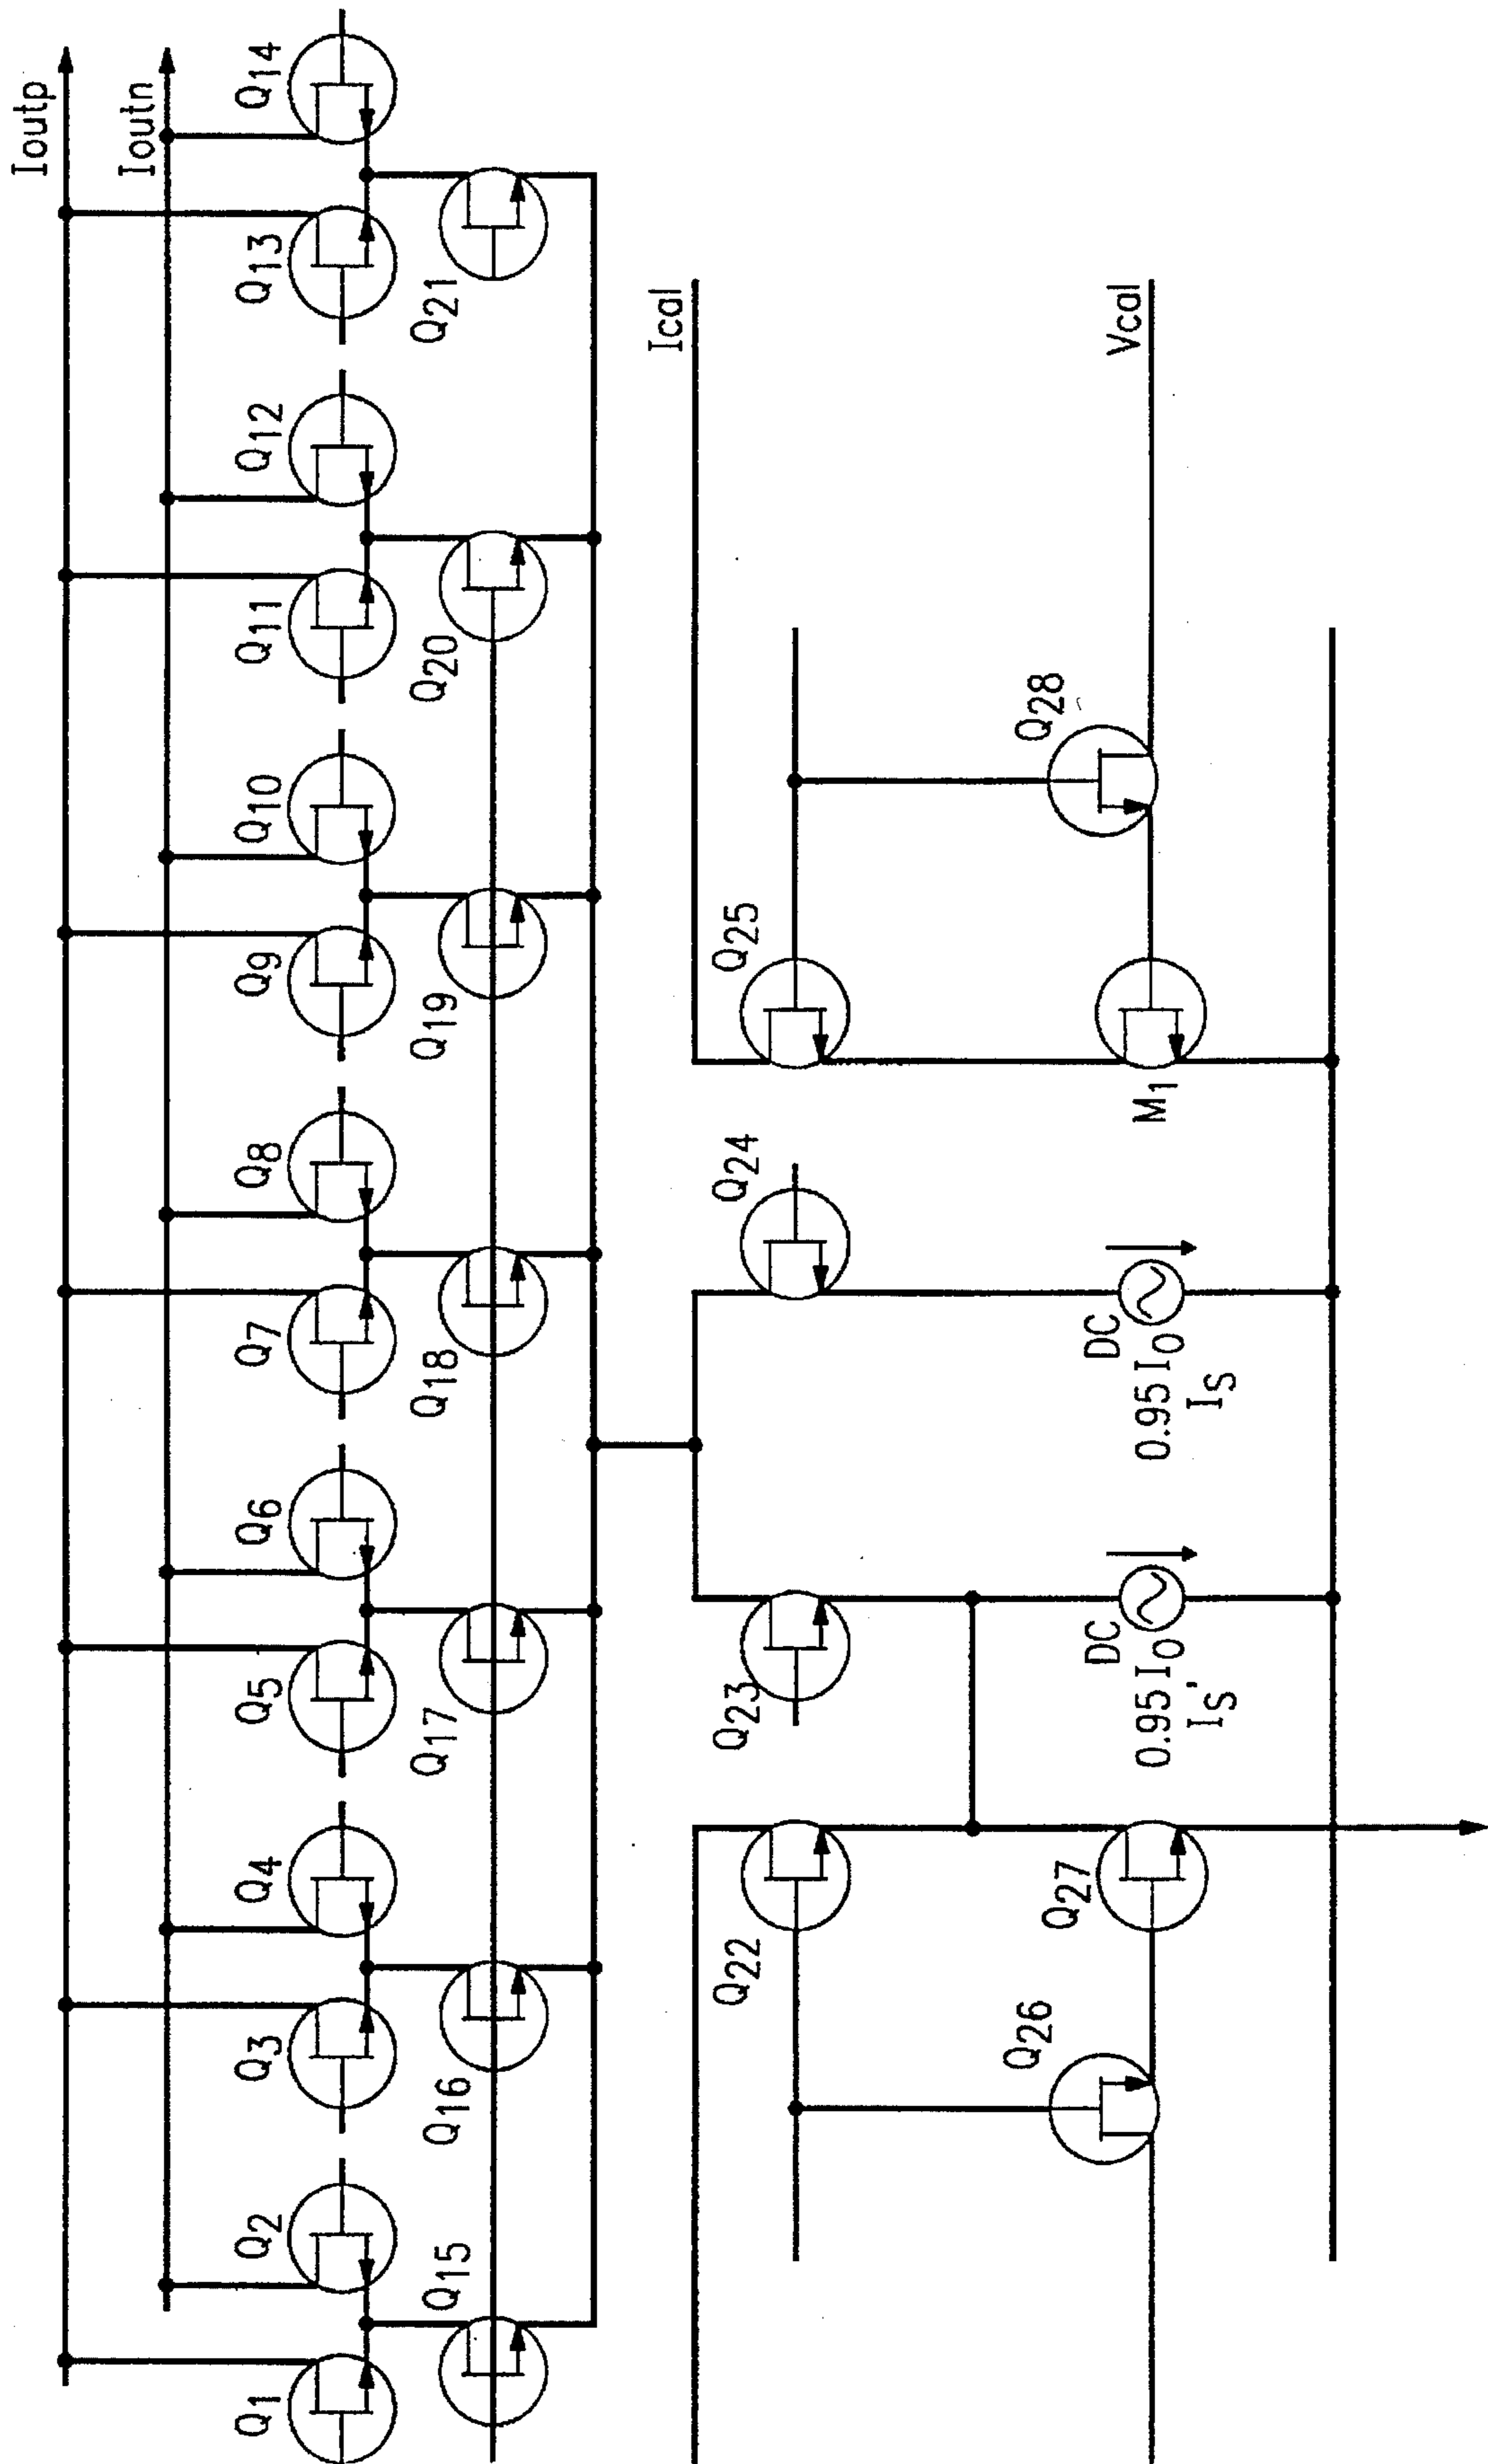 Ioutp
Ioutn
Q1
Q2
Q3
Q4
Q5
Q6
Q7
Q8
Q9
Q10
Q11
Q12
Q13
Q14
Q15
Q16
Q17
Q18
Q19
Q20
Q21
Ical
Q22
Q23
Q24
Q25
Q26
Q27
DC
0.95 I0
IS'
DC
0.95 I0
IS
M1
Q28
Vcal